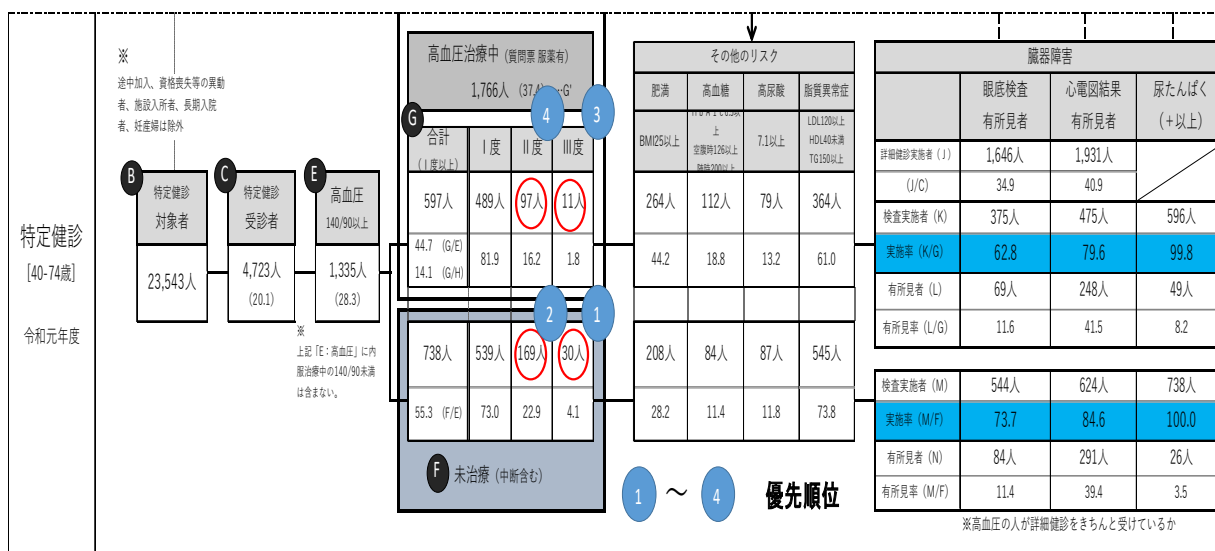 特定健診
[40-74歳]
令和元年度
※
途中加入、資格喪失等の異動
者、施設入所者、長期入院
者、妊産婦は除外
B
特定健診
対象者
23,543人
C
特定健診
受診者
4,723人
(20.1)
E
高血圧
140/90以上
1,335人
(28.3)
※
上記「E:高血圧」に内
服治療中の140/90未満
は含まない。
高血圧治療中 (質問票 服薬有)
1,766人 (37.4) …G'
G
4
3
合計
(Ⅰ度以上)
Ⅰ度
Ⅱ度
Ⅲ度
597人
489人
97人
11人
44.7 (G/E)
14.1 (G/H)
81.9
16.2
1.8
2
1
738人
539人
169人
30人
55.3 (F/E)
73.0
22.9
4.1
F
未治療 (中断含む)
その他のリスク
肥満
高血糖
高尿酸
脂質異常症
BMI25以上
上
空腹時126以上
7.1以上
LDL120以上
HDL40未満
TG150以上
264人
112人
79人
364人
44.2
18.8
13.2
61.0
208人
84人
87人
545人
28.2
11.4
11.8
73.8
1 ～ 4 優先順位
臓器障害
眼底検査
有所見者
心電図結果
有所見者
尿たんぱく
(+以上)
詳細健診実施者 (J) 1,646人 1,931人
(J/C) 34.9 40.9
検査実施者 (K) 375人 475人 596人
実施率 (K/G) 62.8 79.6 99.8
有所見者 (L) 69人 248人 49人
有所見率 (L/G) 11.6 41.5 8.2
検査実施者 (M) 544人 624人 738人
実施率 (M/F) 73.7 84.6 100.0
有所見者 (N) 84人 291人 26人
有所見率 (M/F) 11.4 39.4 3.5
※高血圧の人が詳細健診をきちんと受けているか